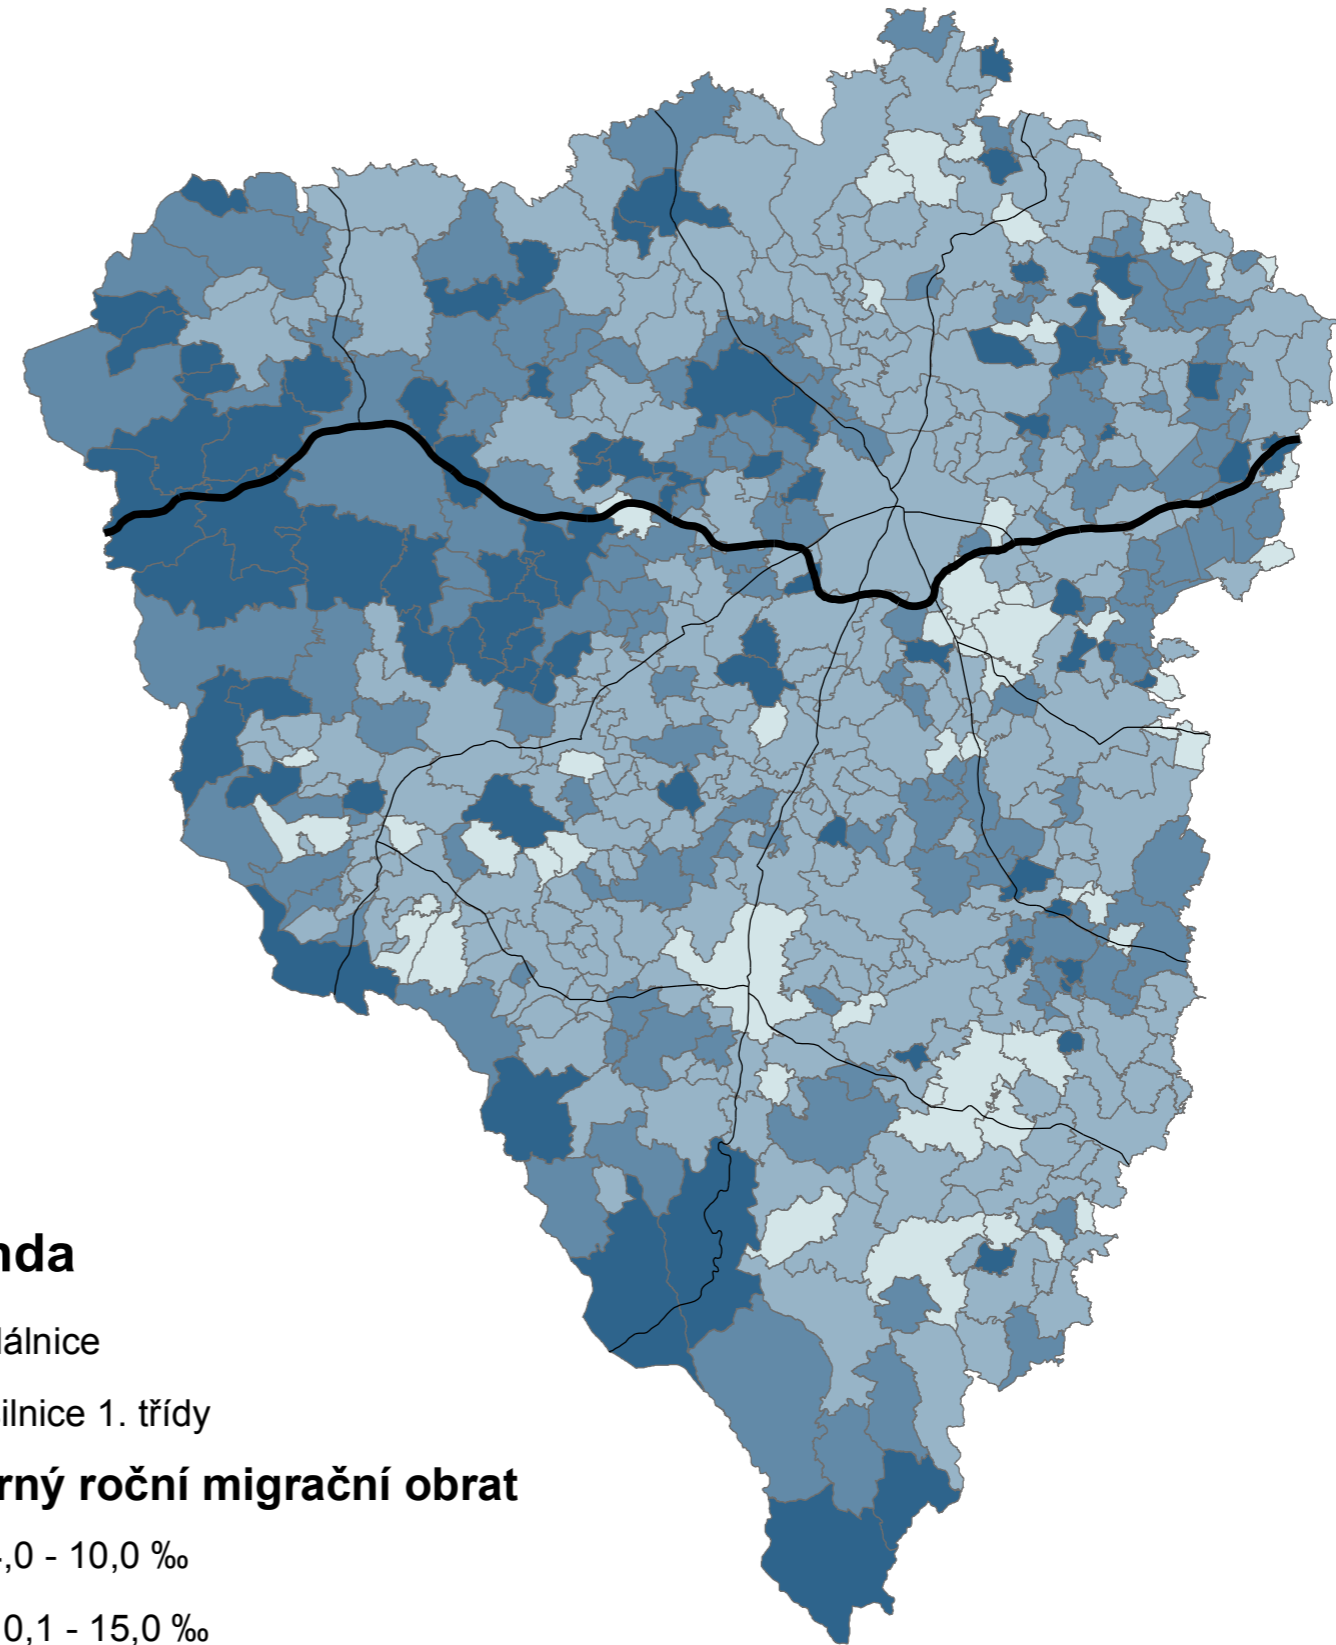 nda
álnice
ilnice 1. třídy
rný roční migrační obrat
,0 - 10,0 ‰
0,1 - 15,0 ‰